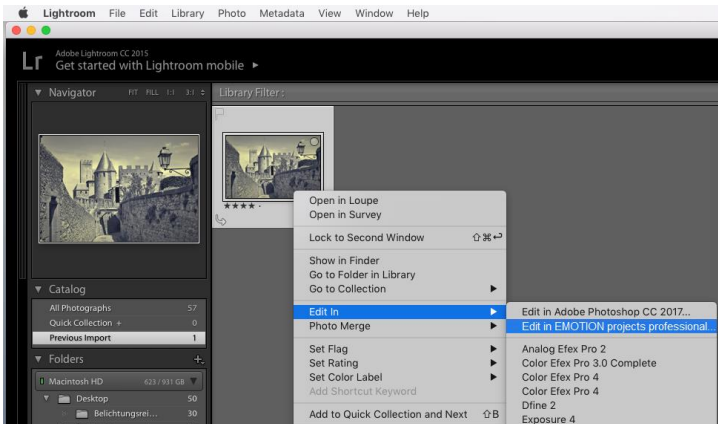 Lightroom File Edit Library Photo Metadata View Window Help
Lr Adobe Lightroom CC 2015
Get started with Lightroom mobile ▶
▼ Navigator FIT FILL 1:1 3:1
Library Filter :
★★★★ ·
Open in Loupe
Open in Survey
Lock to Second Window ⇧⌘↩
Show in Finder
Go to Folder in Library
Go to Collection ▶
▼ Catalog
All Photographs 57
Quick Collection + 0
Previous Import 1
Edit In ▶
Photo Merge ▶
Edit in Adobe Photoshop CC 2017...
Edit in EMOTION projects professional...
Analog Efex Pro 2
Color Efex Pro 3.0 Complete
Color Efex Pro 4
Color Efex Pro 4
Dfine 2
Exposure 4
▼ Folders +
Macintosh HD 623 / 931 GB ▼
▼ Desktop 50
Belichtungsrei... 30
Set Flag ▶
Set Rating ▶
Set Color Label ▶
Add Shortcut Keyword
Add to Quick Collection and Next ⇧B